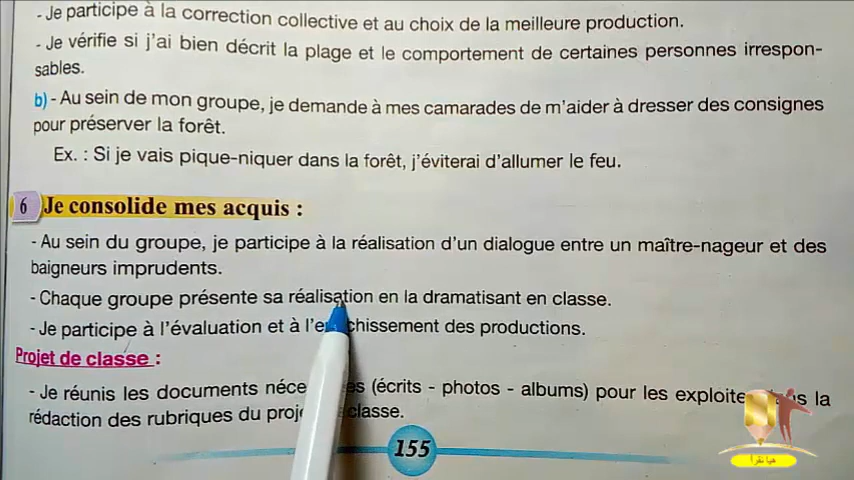 - Je participe à la correction collective et au choix de la meilleure production.
- Je vérifie si j'ai bien décrit la plage et le comportement de certaines personnes irrespon-
sables.
b) - Au sein de mon groupe, je demande à mes camarades de m'aider à dresser des consignes
pour préserver la forêt.
Ex. : Si je vais pique-niquer dans la forêt, j'éviterai d'allumer le feu.
6 Je consolide mes acquis :
- Au sein du groupe, je participe à la réalisation d'un dialogue entre un maître-nageur et des
baigneurs imprudents.
- Chaque groupe présente sa réalisation en la dramatisant en classe.
- Je participe à l'évaluation et à l'enrichissement des productions.
Projet de classe :
- Je réunis les documents (écrits - photos - albums) pour les la
rédaction des rubriques du classe.
155
هيا نقرأ